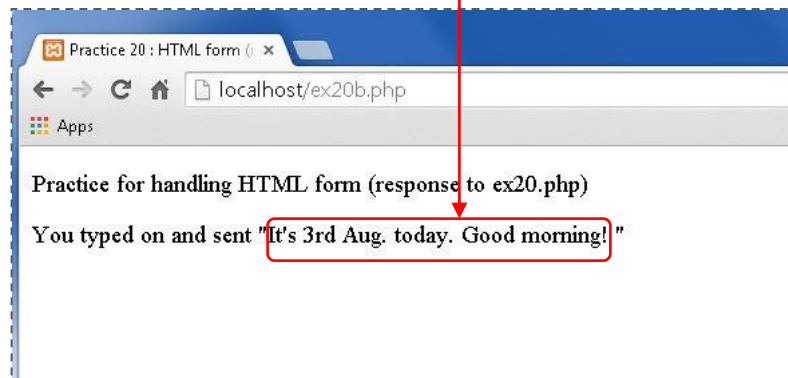 Practice 20 : HTML form (
localhost/ex20b.php
Apps
Practice for handling HTML form (response to ex20.php)
You typed on and sent "It's 3rd Aug. today. Good morning! "